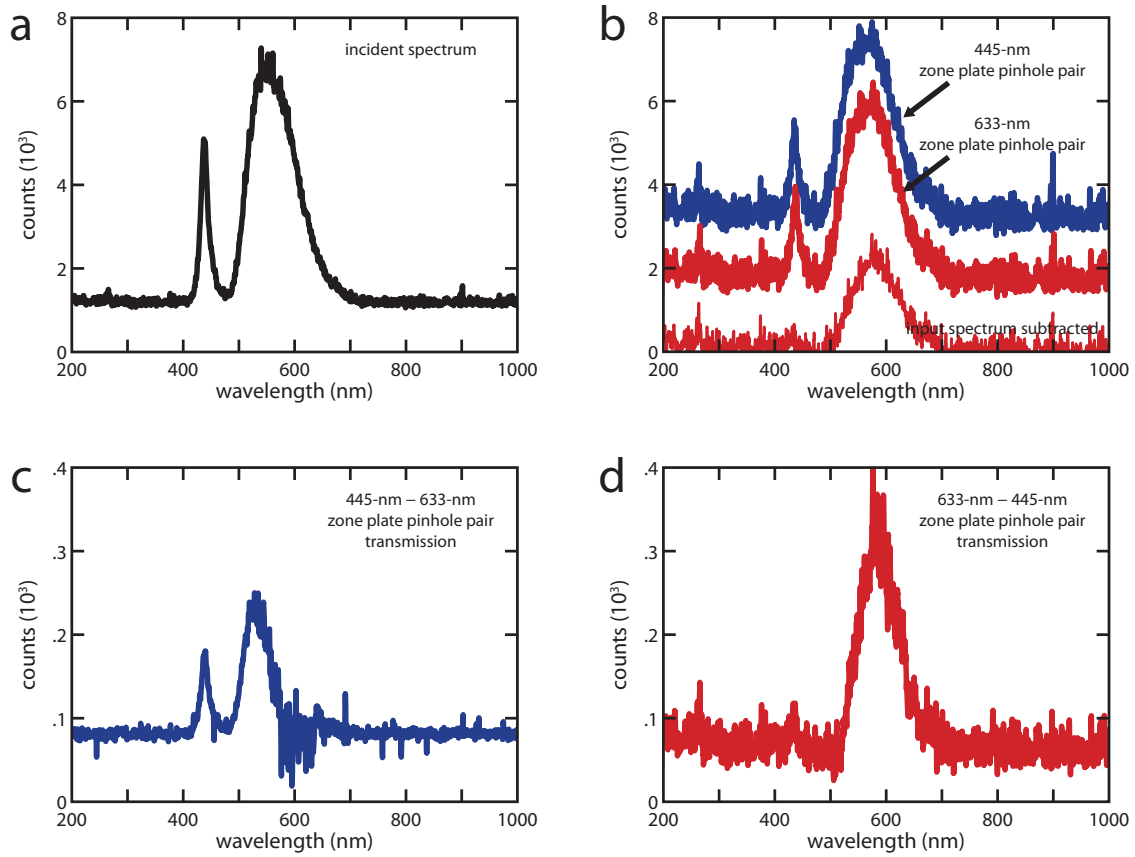 a
incident spectrum
counts (10³)
8
6
4
2
0
200 400 600 800 1000
wavelength (nm)
b
445-nm
zone plate pinhole pair
633-nm
zone plate pinhole pair
input spectrum subtracted
counts (10³)
8
6
4
2
0
200 400 600 800 1000
wavelength (nm)
c
445-nm – 633-nm
zone plate pinhole pair
transmission
counts (10³)
.4
.3
.2
.1
0
200 400 600 800 1000
wavelength (nm)
d
633-nm – 445-nm
zone plate pinhole pair
transmission
counts (10³)
.4
.3
.2
.1
0
200 400 600 800 1000
wavelength (nm)